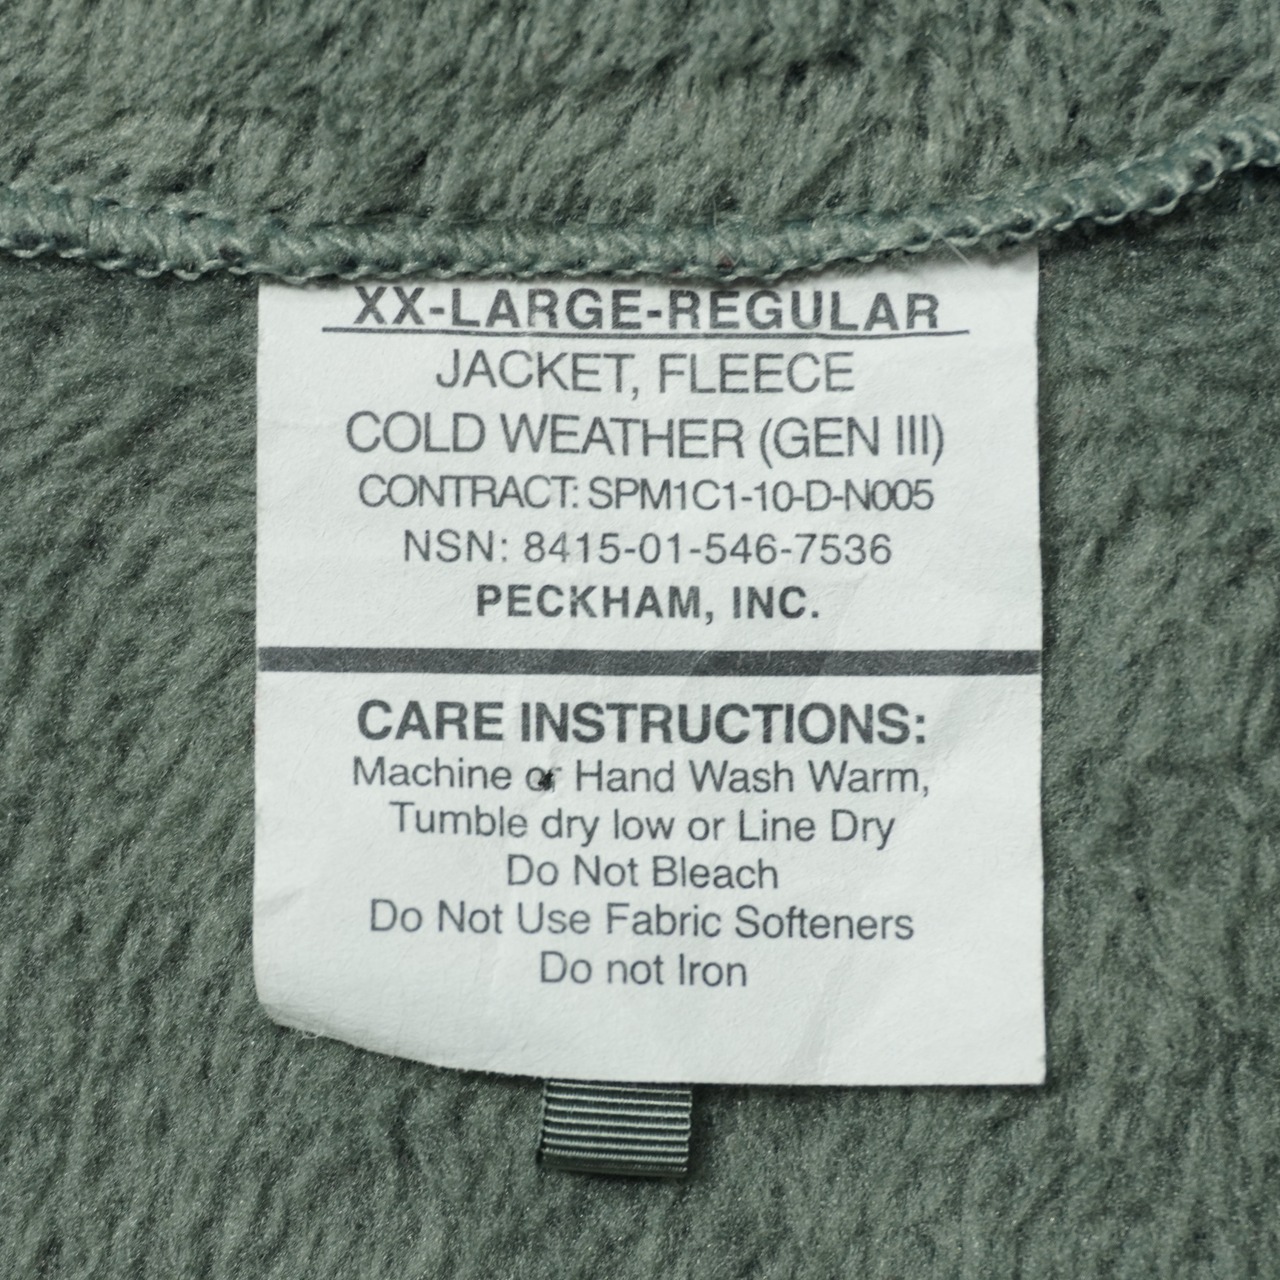 XX-LARGE-REGULAR
JACKET, FLEECE
COLD WEATHER (GEN III)
CONTRACT: SPM1C1-10-D-N005
NSN: 8415-01-546-7536
PECKHAM, INC.
CARE INSTRUCTIONS:
Machine or Hand Wash Warm,
Tumble dry low or Line Dry
Do Not Bleach
Do Not Use Fabric Softeners
Do not Iron